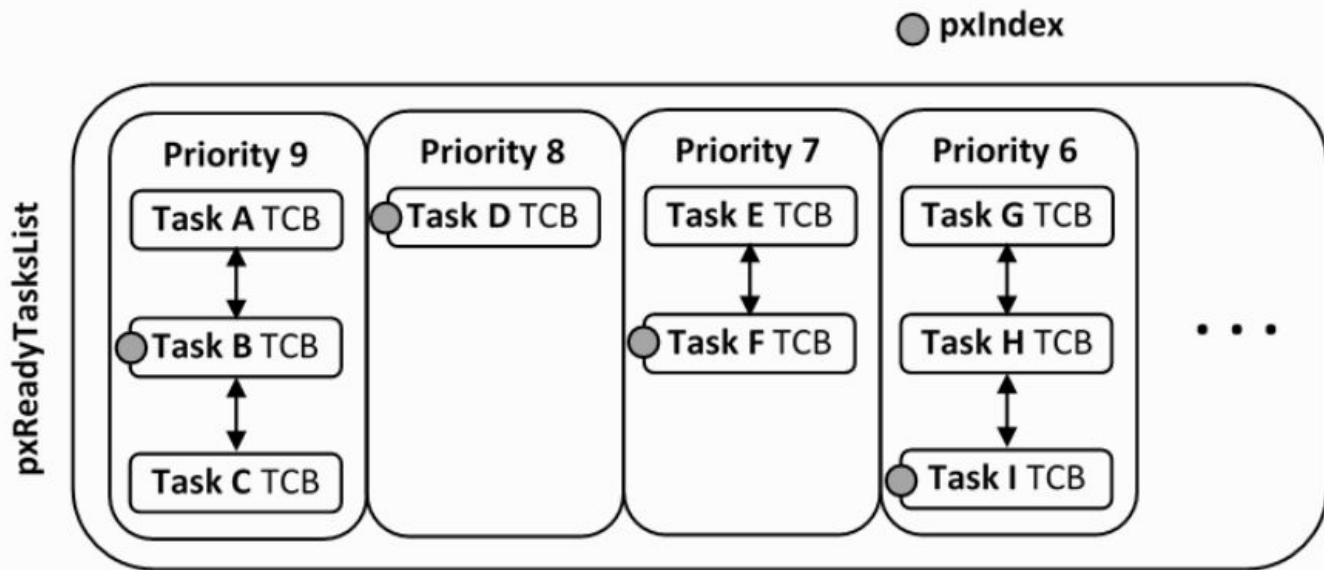 pxIndex
pxReadyTasksList
Priority 9
Task A TCB
Task B TCB
Task C TCB
Priority 8
Task D TCB
Priority 7
Task E TCB
Task F TCB
Priority 6
Task G TCB
Task H TCB
Task I TCB
. . .